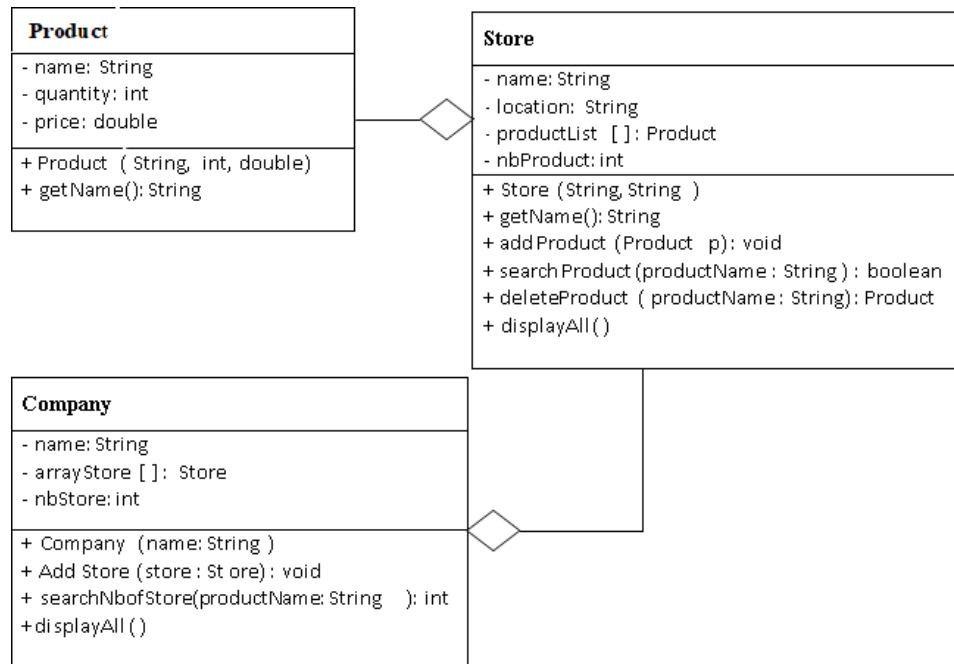 Product
- name: String
- quantity: int
- price: double
+ Product ( String, int, double)
+ getName(): String
Store
- name: String
- location: String
- productList [ ]: Product
- nbProduct: int
+ Store (String, String )
+ getName(): String
+ addProduct (Product p): void
+ searchProduct(productName : String ) : boolean
+ deleteProduct ( productName : String): Product
+ displayAll()
Company
- name: String
- arrayStore [ ]: Store
- nbStore: int
+ Company (name: String )
+ Add Store (store : St ore) : void
+ searchNbofStore(productName: String ): int
+displayAll()